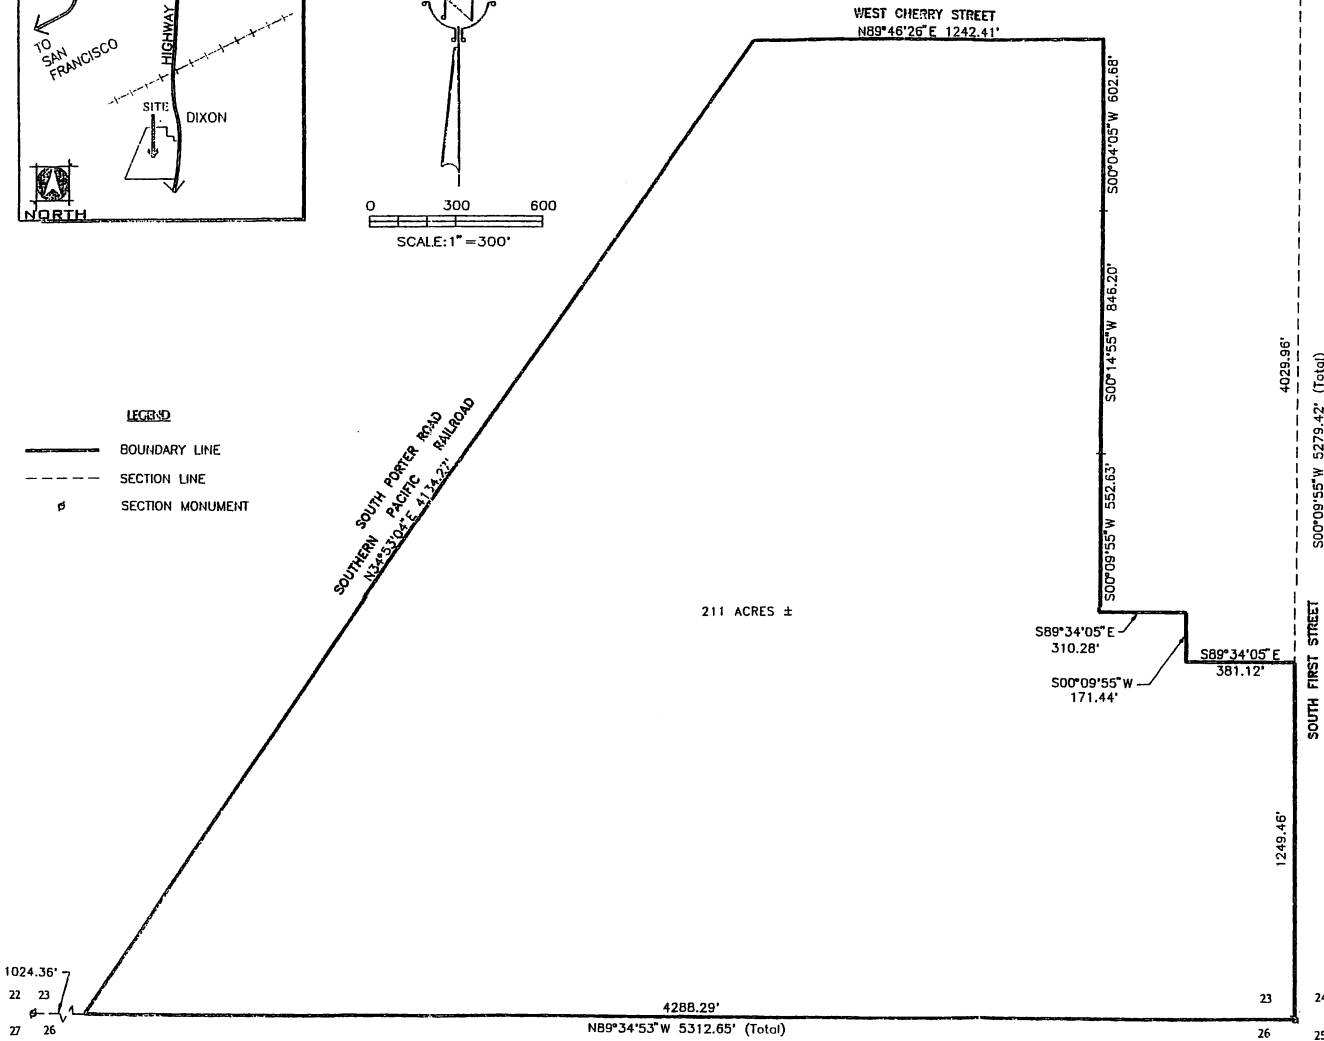 TO
SAN
FRANCISCO
HIGHWAY
SITE
DIXON
NORTH
0 300 600
SCALE: 1" = 300'
WEST CHERRY STREET
N89°46'26"E 1242.41'
S00°04'05"W 602.68'
S00°14'55"W 846.20'
S00°09'55"W 552.63'
4029.96'
S00°09'55"W 5279.42' (Total)
LEGEND
BOUNDARY LINE
SECTION LINE
SECTION MONUMENT
SOUTH PORTER ROAD
SOUTHERN PACIFIC RAILROAD
N34°53'04"E 4134.27'
211 ACRES ±
S89°34'05"E
310.28'
S00°09'55"W
171.44'
S89°34'05"E
381.12'
SOUTH FIRST STREET
1249.46'
1024.36'
22 23
27 26
4288.29'
N89°34'53"W 5312.65' (Total)
23 24
26 25